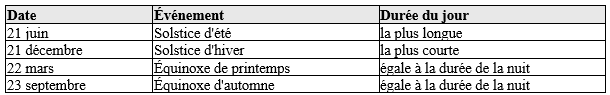 Date Événement Durée du jour
21 juin Solstice d'été la plus longue
21 décembre Solstice d'hiver la plus courte
22 mars Équinoxe de printemps égale à la durée de la nuit
23 septembre Équinoxe d'automne égale à la durée de la nuit